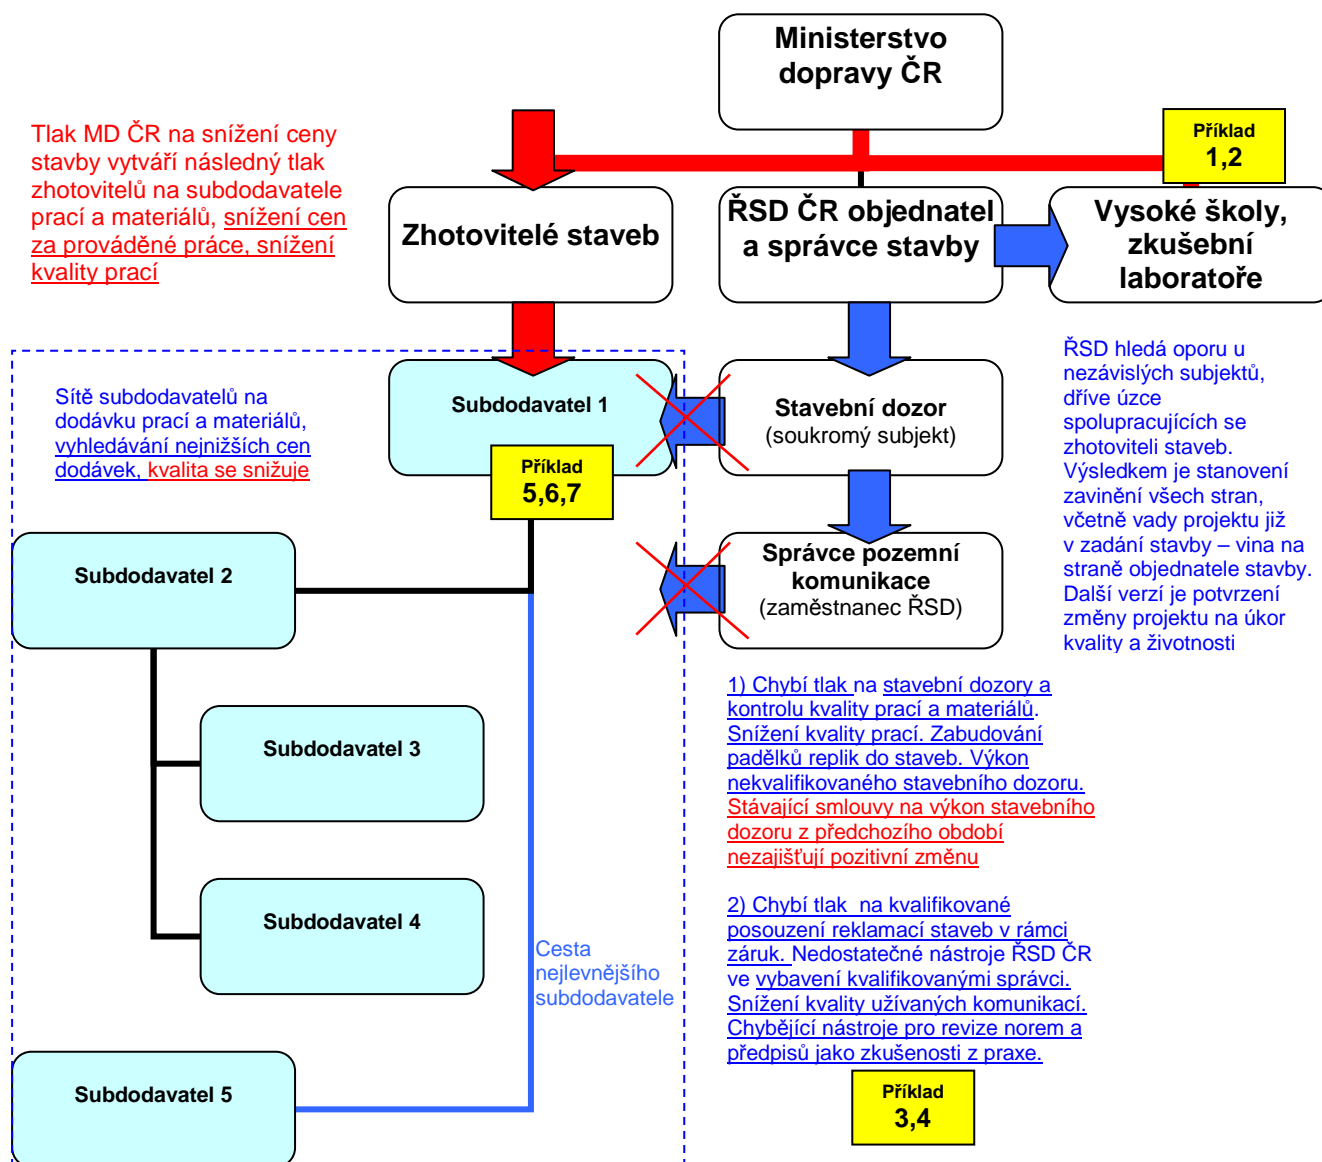 Ministerstvo
dopravy ČR
Tlak MD ČR na snížení ceny
stavby vytváří následný tlak
zhotovitelů na subdodavatele
prací a materiálů, snížení cen
za prováděné práce, snížení
kvality prací
Příklad
1,2
Zhotovitelé staveb
ŘSD ČR objednatel
a správce stavby
Vysoké školy,
zkušební
laboratoře
Sítě subdodavatelů na
dodávku prací a materiálů,
vyhledávání nejnižších cen
dodávek, kvalita se snižuje
Subdodavatel 1
Příklad
5,6,7
Stavební dozor
(soukromý subjekt)
ŘSD hledá oporu u
nezávislých subjektů,
dříve úzce
spolupracujících se
zhotoviteli staveb.
Výsledkem je stanovení
zavinění všech stran,
včetně vady projektu již
v zadání stavby – vina na
straně objednatele stavby.
Další verzí je potvrzení
změny projektu na úkor
kvality a životnosti
Subdodavatel 2
Správce pozemní
komunikace
(zaměstnanec ŘSD)
Subdodavatel 3
Subdodavatel 4
Cesta
nejlevnějšího
subdodavatele
Subdodavatel 5
1) Chybí tlak na stavební dozory a
kontrolu kvality prací a materiálů.
Snížení kvality prací. Zabudování
padělků replik do staveb. Výkon
nekvalifikovaného stavebního dozoru.
Stávající smlouvy na výkon stavebního
dozoru z předchozího období
nezajišťují pozitivní změnu
2) Chybí tlak  na kvalifikované
posouzení reklamací staveb v rámci
záruk. Nedostatečné nástroje ŘSD ČR
ve vybavení kvalifikovanými správci.
Snížení kvality užívaných komunikací.
Chybějící nástroje pro revize norem a
předpisů jako zkušenosti z praxe.
Příklad
3,4